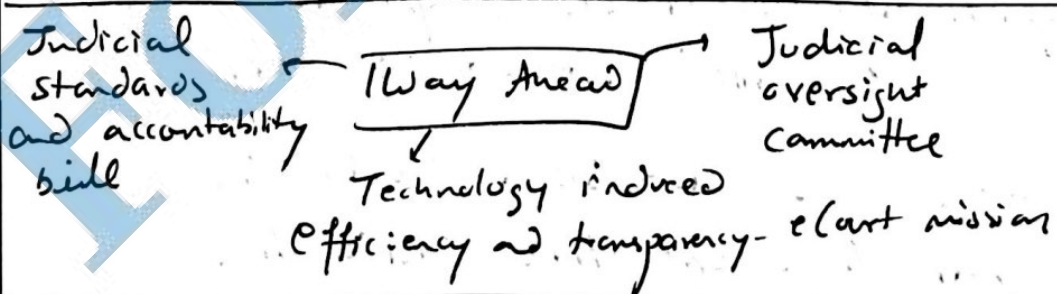 Judicial
standards
and accountability
bill
Way Ahead
Judicial
oversight
committee
Technology induced
efficiency and transparency - eCourt mission